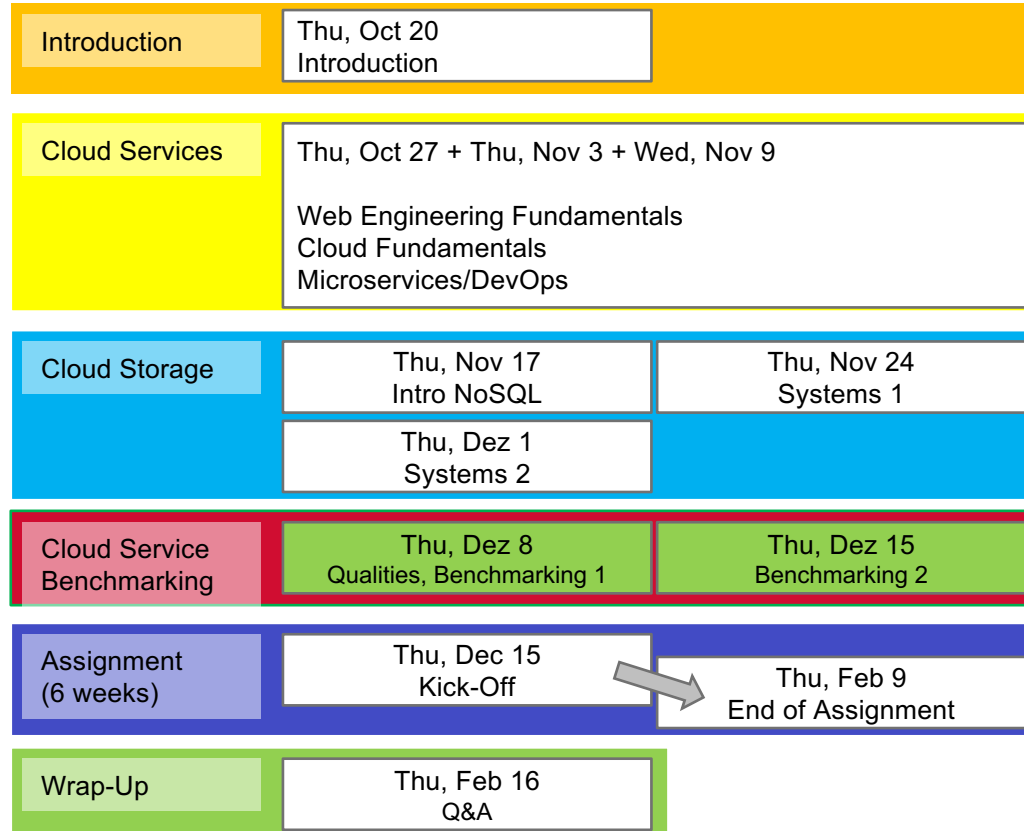 Introduction
Thu, Oct 20
Introduction
Cloud Services
Thu, Oct 27 + Thu, Nov 3 + Wed, Nov 9
Web Engineering Fundamentals
Cloud Fundamentals
Microservices/DevOps
Cloud Storage
Thu, Nov 17
Intro NoSQL
Thu, Nov 24
Systems 1
Thu, Dez 1
Systems 2
Cloud Service
Benchmarking
Thu, Dez 8
Qualities, Benchmarking 1
Thu, Dez 15
Benchmarking 2
Assignment
(6 weeks)
Thu, Dec 15
Kick-Off
Thu, Feb 9
End of Assignment
Wrap-Up
Thu, Feb 16
Q&A